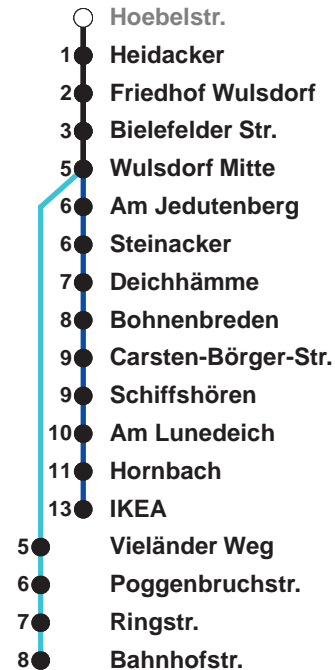 Hoebelstr.
1 Heidacker
2 Friedhof Wulsdorf
3 Bielefelder Str.
5 Wulsdorf Mitte
6 Am Jedutenberg
6 Steinacker
7 Deichhämme
8 Bohnenbreden
9 Carsten-Börger-Str.
9 Schiffshören
10 Am Lunedeich
11 Hornbach
13 IKEA
5 Vieländer Weg
6 Poggenbruchstr.
7 Ringstr.
8 Bahnhofstr.